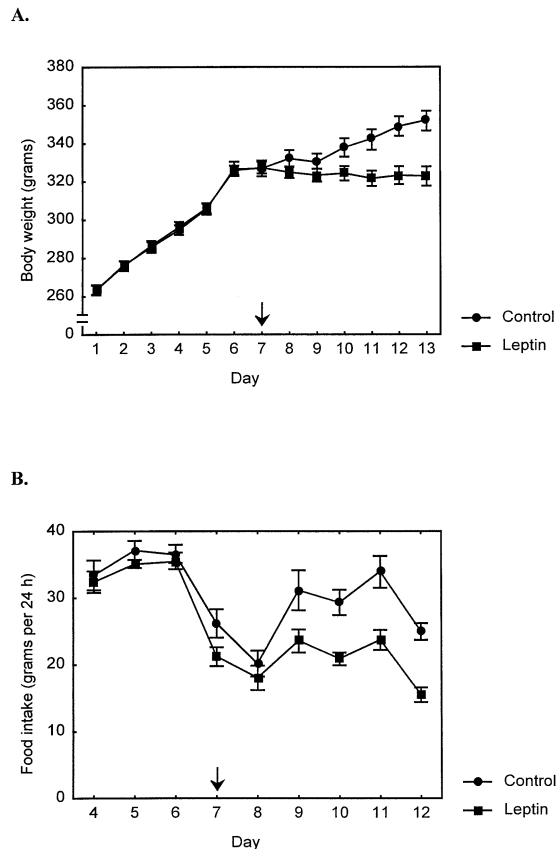 A.
Body weight (grams)
380
360
340
320
300
280
260
0
1 2 3 4 5 6 7 8 9 10 11 12 13
Day
Control
Leptin
B.
Food intake (grams per 24 h)
40
30
20
10
0
4 5 6 7 8 9 10 11 12
Day
Control
Leptin